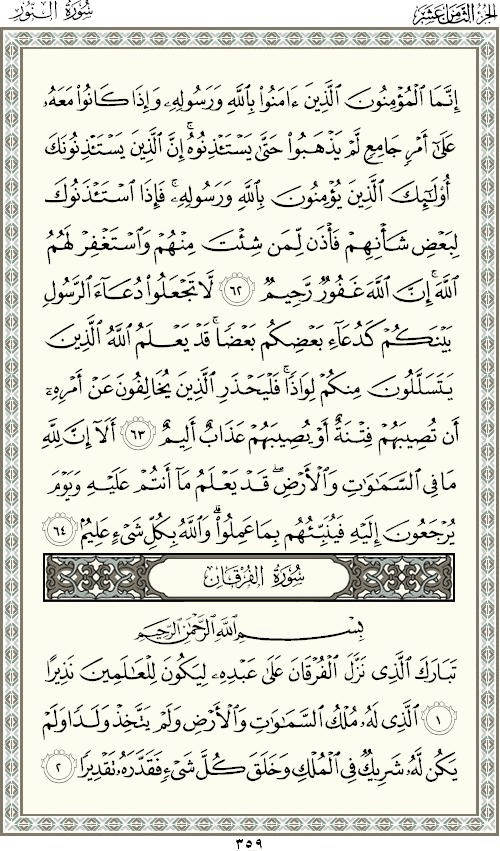 الجزء الثامن عشر
سورة النور
إِنَّمَا ٱلْمُؤْمِنُونَ ٱلَّذِينَ ءَامَنُوا۟ بِٱللَّهِ وَرَسُولِهِۦ وَإِذَا كَانُوا۟ مَعَهُۥ
عَلَىٰٓ أَمْرٍ جَامِعٍ لَّمْ يَذْهَبُوا۟ حَتَّىٰ يَسْتَـْٔذِنُوهُ ۚ إِنَّ ٱلَّذِينَ يَسْتَـْٔذِنُونَكَ
أُو۟لَـٰٓئِكَ ٱلَّذِينَ يُؤْمِنُونَ بِٱللَّهِ وَرَسُولِهِۦ ۚ فَإِذَا ٱسْتَـْٔذَنُوكَ
لِبَعْضِ شَأْنِهِمْ فَأْذَن لِّمَن شِئْتَ مِنْهُمْ وَٱسْتَغْفِرْ لَهُمُ
ٱللَّهَ ۚ إِنَّ ٱللَّهَ غَفُورٌ رَّحِيمٌ ٦٢ لَّا تَجْعَلُوا۟ دُعَآءَ ٱلرَّسُولِ
بَيْنَكُمْ كَدُعَآءِ بَعْضِكُم بَعْضًا ۚ قَدْ يَعْلَمُ ٱللَّهُ ٱلَّذِينَ
يَتَسَلَّلُونَ مِنكُمْ لِوَاذًا ۚ فَلْيَحْذَرِ ٱلَّذِينَ يُخَالِفُونَ عَنْ أَمْرِهِۦٓ
أَن تُصِيبَهُمْ فِتْنَةٌ أَوْ يُصِيبَهُمْ عَذَابٌ أَلِيمٌ ٦٣ أَلَآ إِنَّ لِلَّهِ
مَا فِى ٱلسَّمَـٰوَٰتِ وَٱلْأَرْضِ ۖ قَدْ يَعْلَمُ مَآ أَنتُمْ عَلَيْهِ وَيَوْمَ
يُرْجَعُونَ إِلَيْهِ فَيُنَبِّئُهُم بِمَا عَمِلُوا۟ ۗ وَٱللَّهُ بِكُلِّ شَىْءٍ عَلِيمٌۢ ٦٤
سُورَةُ الْفُرْقَانِ
بِسْمِ ٱللَّهِ ٱلرَّحْمَـٰنِ ٱلرَّحِيمِ
تَبَارَكَ ٱلَّذِى نَزَّلَ ٱلْفُرْقَانَ عَلَىٰ عَبْدِهِۦ لِيَكُونَ لِلْعَـٰلَمِينَ نَذِيرًا
١ ٱلَّذِى لَهُۥ مُلْكُ ٱلسَّمَـٰوَٰتِ وَٱلْأَرْضِ وَلَمْ يَتَّخِذْ وَلَدًا وَلَمْ
يَكُن لَّهُۥ شَرِيكٌ فِى ٱلْمُلْكِ وَخَلَقَ كُلَّ شَىْءٍ فَقَدَّرَهُۥ تَقْدِيرًا ٢
٣٥٩